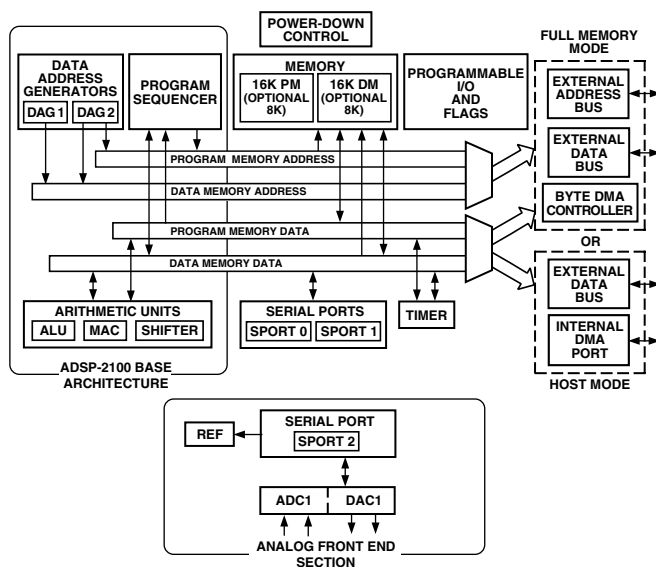 POWER-DOWN
CONTROL
FULL MEMORY
MODE
DATA
ADDRESS
GENERATORS
DAG 1
DAG 2
PROGRAM
SEQUENCER
MEMORY
16K PM
(OPTIONAL
8K)
16K DM
(OPTIONAL
8K)
PROGRAMMABLE
I/O
AND
FLAGS
EXTERNAL
ADDRESS
BUS
EXTERNAL
DATA
BUS
BYTE DMA
CONTROLLER
OR
EXTERNAL
DATA
BUS
INTERNAL
DMA
PORT
HOST MODE
PROGRAM MEMORY ADDRESS
DATA MEMORY ADDRESS
PROGRAM MEMORY DATA
DATA MEMORY DATA
ARITHMETIC UNITS
ALU
MAC
SHIFTER
SERIAL PORTS
SPORT 0
SPORT 1
TIMER
ADSP-2100 BASE
ARCHITECTURE
REF
SERIAL PORT
SPORT 2
ADC1
DAC1
ANALOG FRONT END
SECTION